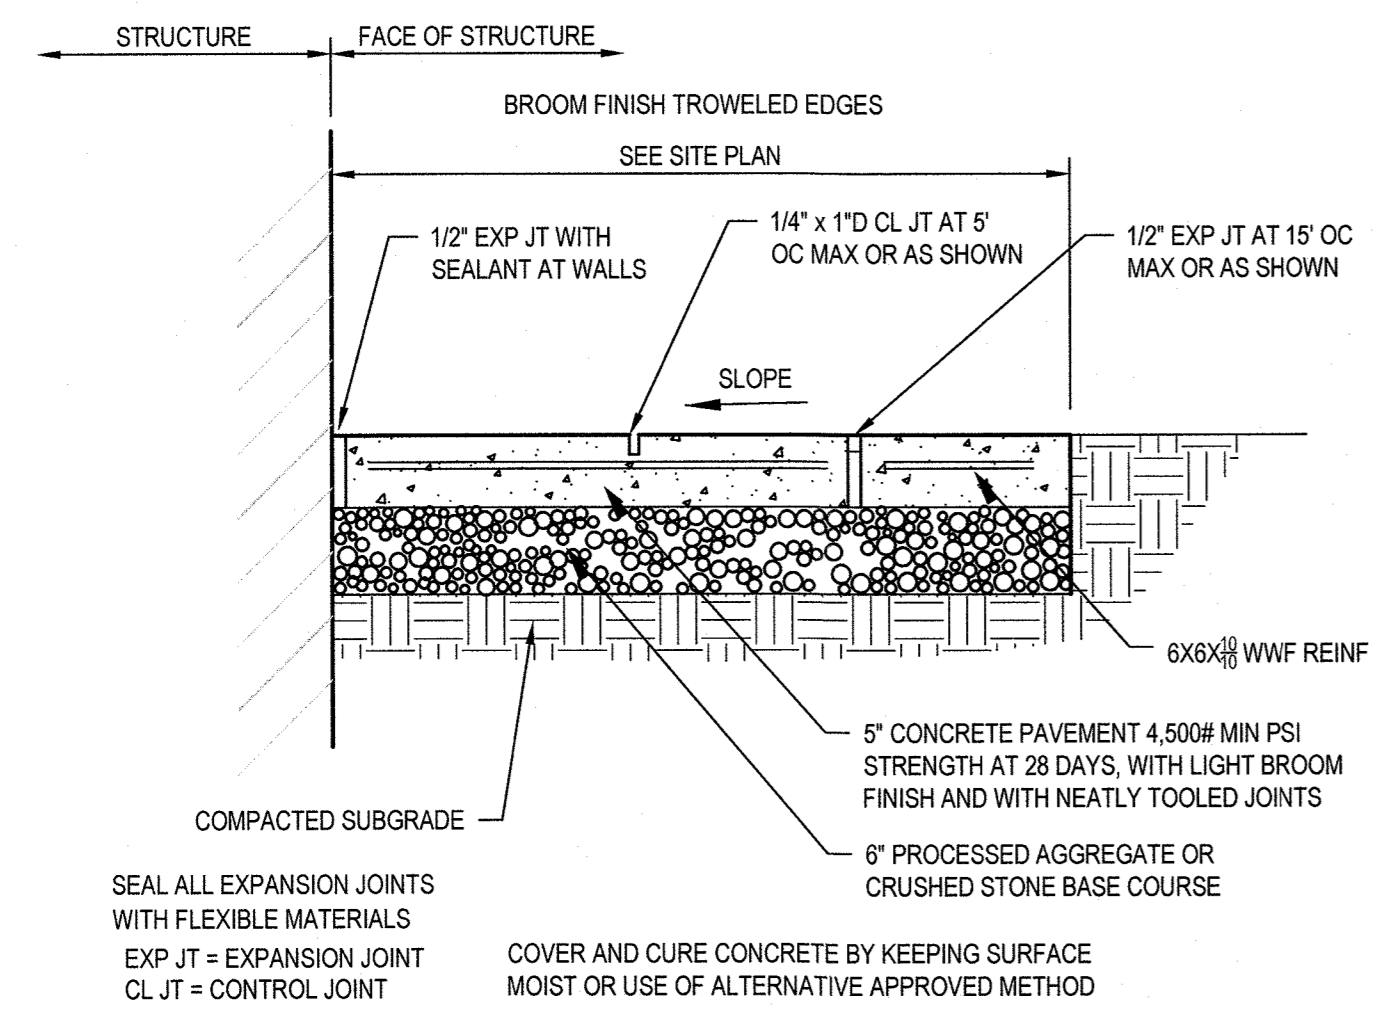 STRUCTURE
FACE OF STRUCTURE
BROOM FINISH TROWELED EDGES
SEE SITE PLAN
1/2" EXP JT WITH
SEALANT AT WALLS
1/4" x 1"D CL JT AT 5'
OC MAX OR AS SHOWN
1/2" EXP JT AT 15' OC
MAX OR AS SHOWN
SLOPE
6X6X10/10 WWF REINF
5" CONCRETE PAVEMENT 4,500# MIN PSI
STRENGTH AT 28 DAYS, WITH LIGHT BROOM
FINISH AND WITH NEATLY TOOLED JOINTS
COMPACTED SUBGRADE
6" PROCESSED AGGREGATE OR
CRUSHED STONE BASE COURSE
SEAL ALL EXPANSION JOINTS
WITH FLEXIBLE MATERIALS
EXP JT = EXPANSION JOINT
CL JT = CONTROL JOINT
COVER AND CURE CONCRETE BY KEEPING SURFACE
MOIST OR USE OF ALTERNATIVE APPROVED METHOD